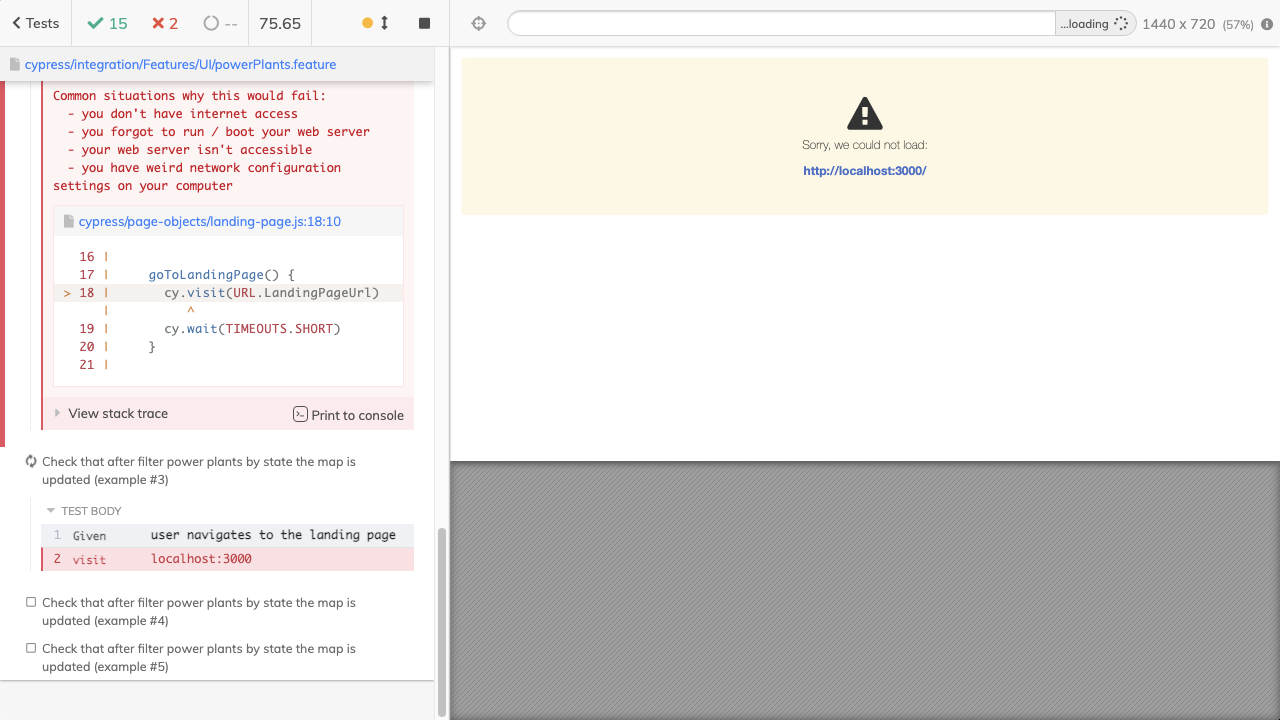 Tests 15 2 -- 75.65
cypress/integration/Features/UI/powerPlants.feature
Common situations why this would fail:
- you don't have internet access
- you forgot to run / boot your web server
- your web server isn't accessible
- you have weird network configuration
settings on your computer
cypress/page-objects/landing-page.js:18:10
16 |
17 | goToLandingPage() {
> 18 | cy.visit(URL.LandingPageUrl)
| ^
19 | cy.wait(TIMEOUTS.SHORT)
20 | }
21 |
View stack trace
Print to console
Check that after filter power plants by state the map is
updated (example #3)
TEST BODY
1 Given user navigates to the landing page
2 visit localhost:3000
Check that after filter power plants by state the map is
updated (example #4)
Check that after filter power plants by state the map is
updated (example #5)
...loading 1440 x 720 (57%)
Sorry, we could not load:
http://localhost:3000/